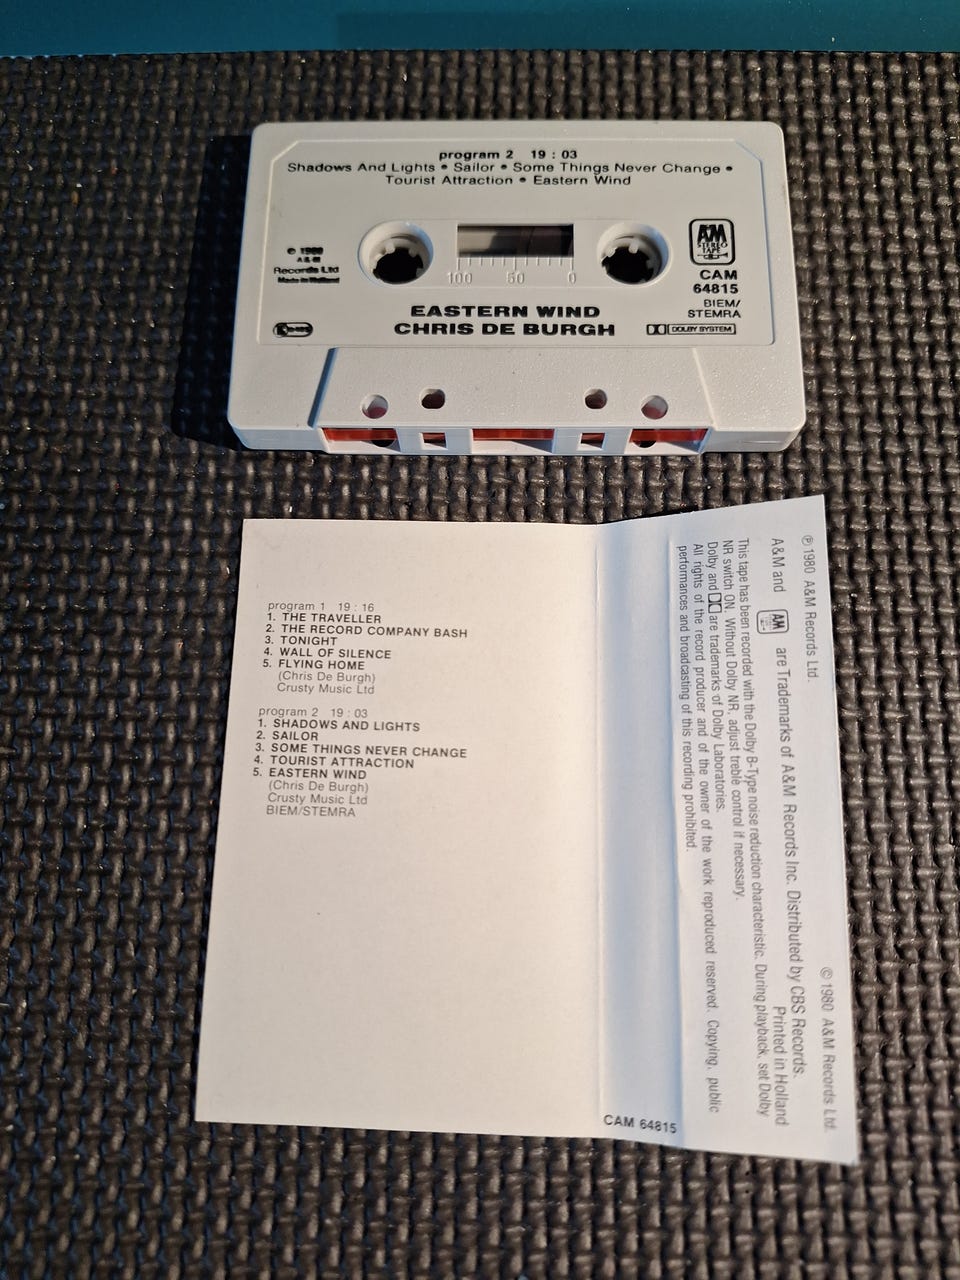 program 2 19 : 03
Shadows And Lights • Sailor • Some Things Never Change •
Tourist Attraction • Eastern Wind
℗ 1980
A & M
Records Ltd
Made in Holland
100 50 0
A&M
STEREO
TAPE
CAM
64815
BIEM/
STEMRA
EASTERN WIND
CHRIS DE BURGH
DOLBY SYSTEM
program 1 19 : 16
1. THE TRAVELLER
2. THE RECORD COMPANY BASH
3. TONIGHT
4. WALL OF SILENCE
5. FLYING HOME
(Chris De Burgh)
Crusty Music Ltd
program 2 19 : 03
1. SHADOWS AND LIGHTS
2. SAILOR
3. SOME THINGS NEVER CHANGE
4. TOURIST ATTRACTION
5. EASTERN WIND
(Chris De Burgh)
Crusty Music Ltd
BIEM/STEMRA
CAM 64815
℗ 1980 A&M Records Ltd. © 1980 A&M Records Ltd.
A&M and A&M are Trademarks of A&M Records Inc. Distributed by CBS Records.
Printed in Holland
This tape has been recorded with the Dolby B-Type noise reduction characteristic. During playback, set Dolby
NR switch ON. Without Dolby NR, adjust treble control if necessary.
Dolby and are trademarks of Dolby Laboratories.
All rights of the record producer and of the owner of the work reproduced reserved. Copying, public
performances and broadcasting of this recording prohibited.